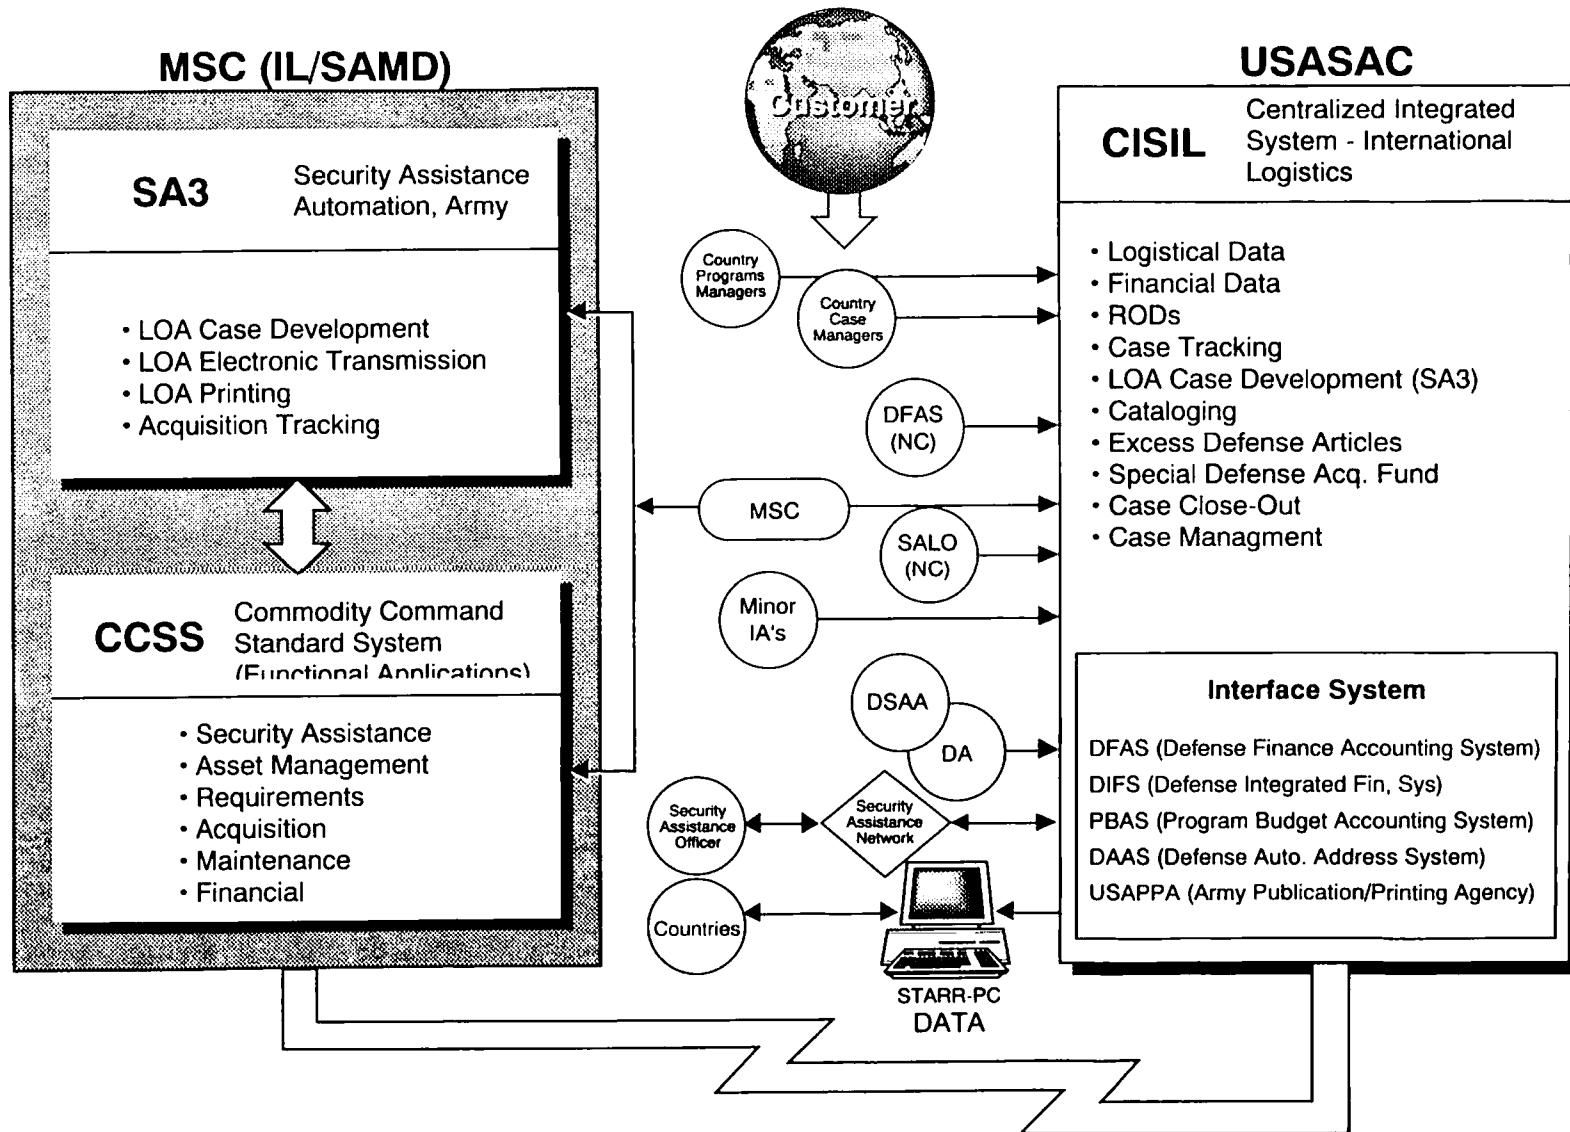 MSC (IL/SAMD)
SA3
Security Assistance
Automation, Army
• LOA Case Development
• LOA Electronic Transmission
• LOA Printing
• Acquisition Tracking
CCSS
Commodity Command
Standard System
(Functional Applications)
• Security Assistance
• Asset Management
• Requirements
• Acquisition
• Maintenance
• Financial
Customer
Country
Programs
Managers
Country
Case
Managers
DFAS
(NC)
MSC
SALO
(NC)
Minor
IA's
DSAA
DA
Security
Assistance
Officer
Security
Assistance
Network
Countries
STARR-PC
DATA
USASAC
CISIL
Centralized Integrated
System - International
Logistics
• Logistical Data
• Financial Data
• RODs
• Case Tracking
• LOA Case Development (SA3)
• Cataloging
• Excess Defense Articles
• Special Defense Acq. Fund
• Case Close-Out
• Case Managment
Interface System
DFAS (Defense Finance Accounting System)
DIFS (Defense Integrated Fin, Sys)
PBAS (Program Budget Accounting System)
DAAS (Defense Auto. Address System)
USAPPA (Army Publication/Printing Agency)